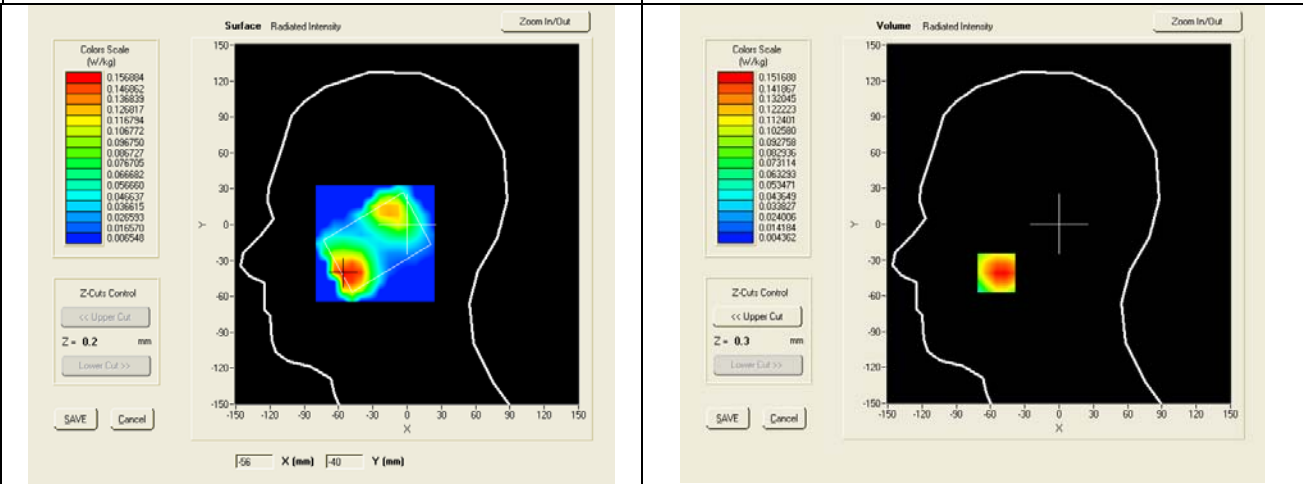 Surface Radiated Intensity
Zoom In/Out
Colors Scale
(W/kg)
0.156884
0.146862
0.136839
0.126817
0.116794
0.106772
0.096750
0.086727
0.076705
0.066682
0.056660
0.046637
0.036615
0.026593
0.016570
0.006548
150
120
90
60
30
0
-30
-60
-90
-120
-150
Y
-150 -120 -90 -60 -30 0 30 60 90 120 150
X
Z-Cuts Control
<< Upper Cut
Z = 0.2 mm
Lower Cut >>
SAVE Cancel
-56 X (mm) -40 Y (mm)
Volume Radiated Intensity
Zoom In/Out
Colors Scale
(W/kg)
0.151688
0.141867
0.132045
0.122223
0.112401
0.102580
0.092758
0.082936
0.073114
0.063293
0.053471
0.043649
0.033827
0.024006
0.014184
0.004362
150
120
90
60
30
0
-30
-60
-90
-120
-150
Y
-150 -120 -90 -60 -30 0 30 60 90 120 150
X
Z-Cuts Control
<< Upper Cut
Z = 0.3 mm
Lower Cut >>
SAVE Cancel